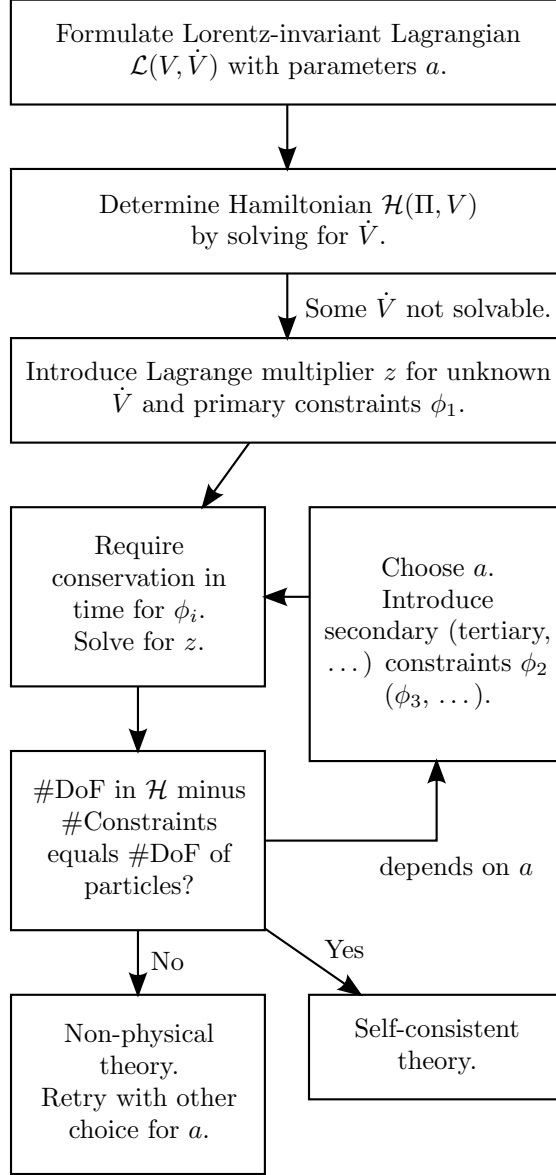 Formulate Lorentz-invariant Lagrangian
ℒ(V, V̇) with parameters a.
Determine Hamiltonian ℋ(Π, V)
by solving for V̇.
Some V̇ not solvable.
Introduce Lagrange multiplier z for unknown
V̇ and primary constraints ϕ₁.
Require
conservation in
time for ϕᵢ.
Solve for z.
Choose a.
Introduce
secondary (tertiary,
…) constraints ϕ₂
(ϕ₃, …).
#DoF in ℋ minus
#Constraints
equals #DoF of
particles?
depends on a
No
Yes
Non-physical
theory.
Retry with other
choice for a.
Self-consistent
theory.